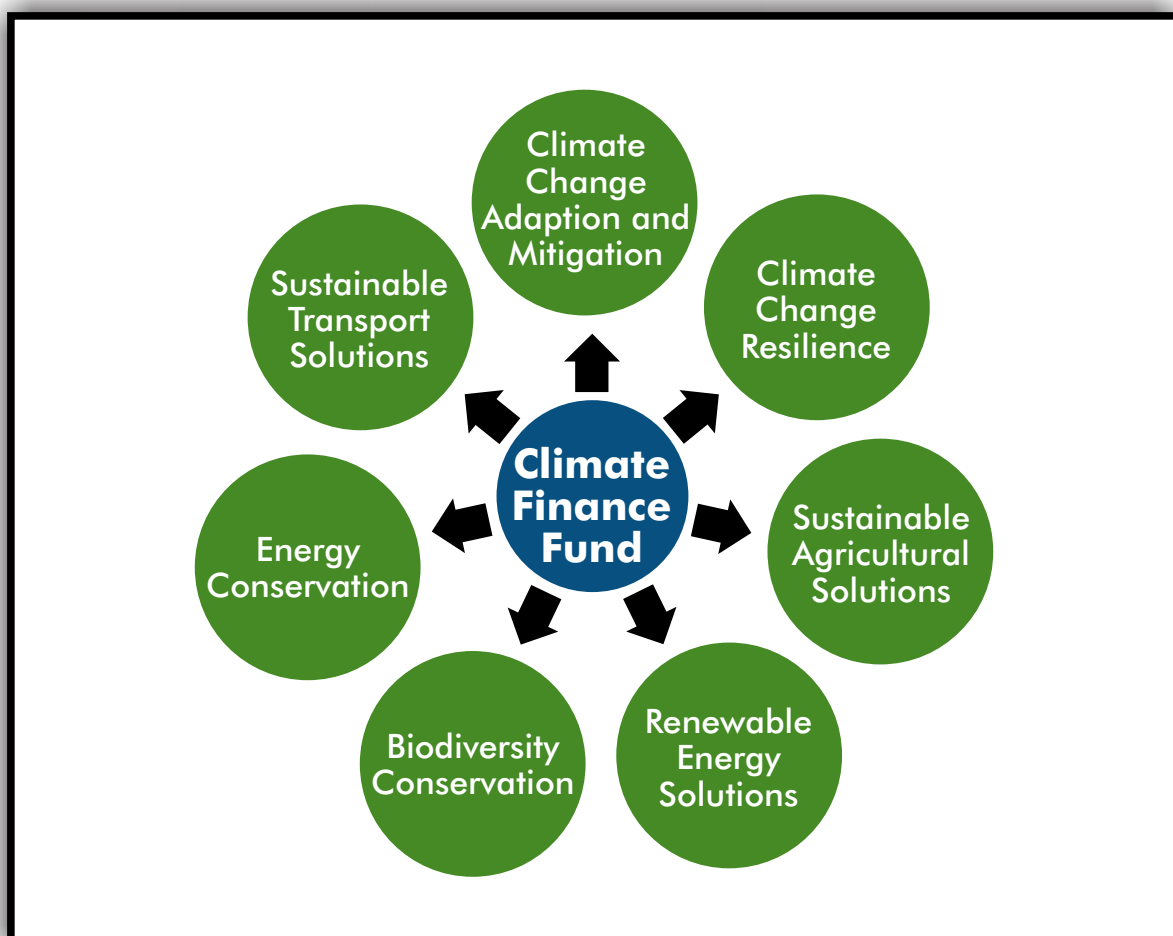 Climate
Change
Adaption and
Mitigation
Climate
Change
Resilience
Sustainable
Agricultural
Solutions
Renewable
Energy
Solutions
Biodiversity
Conservation
Energy
Conservation
Sustainable
Transport
Solutions
Climate
Finance
Fund